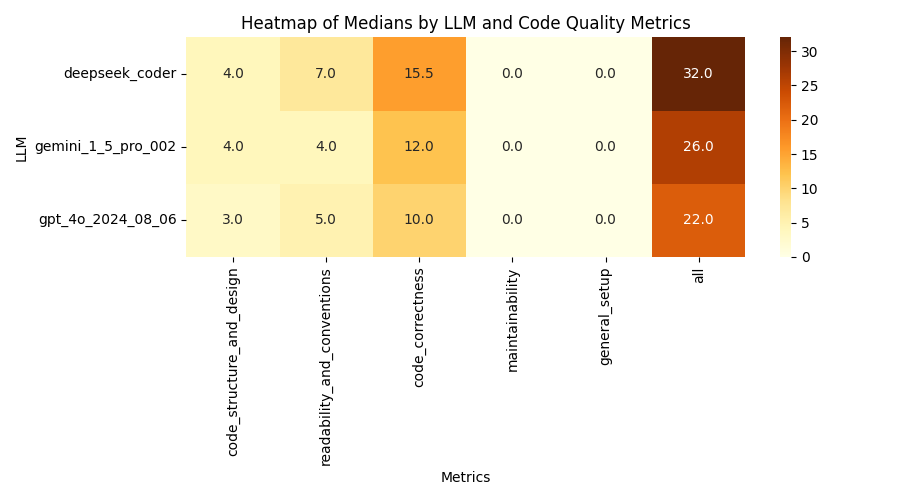 Heatmap of Medians by LLM and Code Quality Metrics
LLM
deepseek_coder 4.0 7.0 15.5 0.0 0.0 32.0
gemini_1_5_pro_002 4.0 4.0 12.0 0.0 0.0 26.0
gpt_4o_2024_08_06 3.0 5.0 10.0 0.0 0.0 22.0
code_structure_and_design
readability_and_conventions
code_correctness
maintainability
general_setup
all
Metrics
30
25
20
15
10
5
0